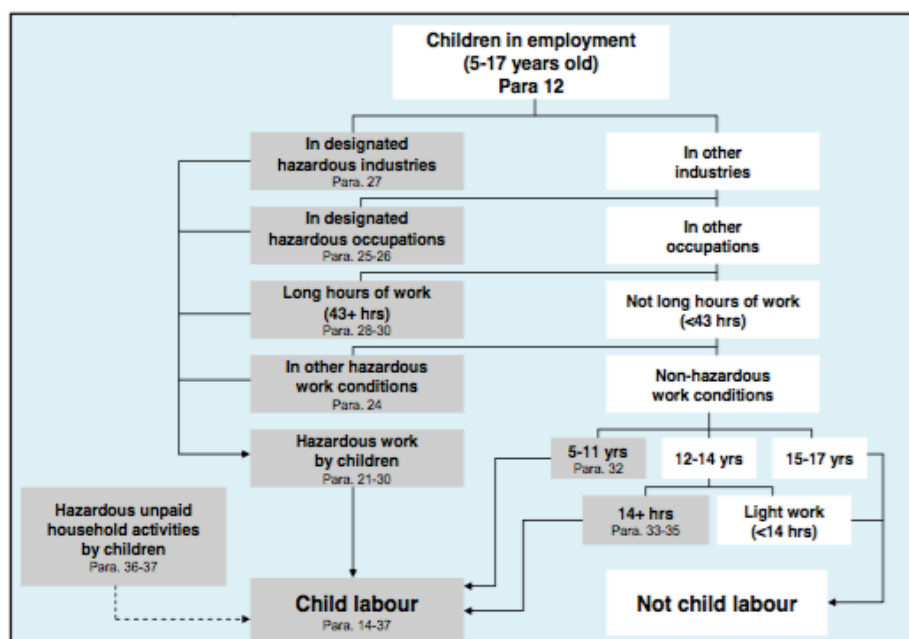 Children in employment
(5-17 years old)
Para 12
In designated
hazardous industries
Para. 27
In other
industries
In designated
hazardous occupations
Para. 25-26
In other
occupations
Long hours of work
(43+ hrs)
Para. 28-30
Not long hours of work
(<43 hrs)
In other hazardous
work conditions
Para. 24
Non-hazardous
work conditions
Hazardous work
by children
Para. 21-30
5-11 yrs
Para. 32
12-14 yrs
15-17 yrs
Hazardous unpaid
household activities
by children
Para. 36-37
14+ hrs
Para. 33-35
Light work
(<14 hrs)
Child labour
Para. 14-37
Not child labour